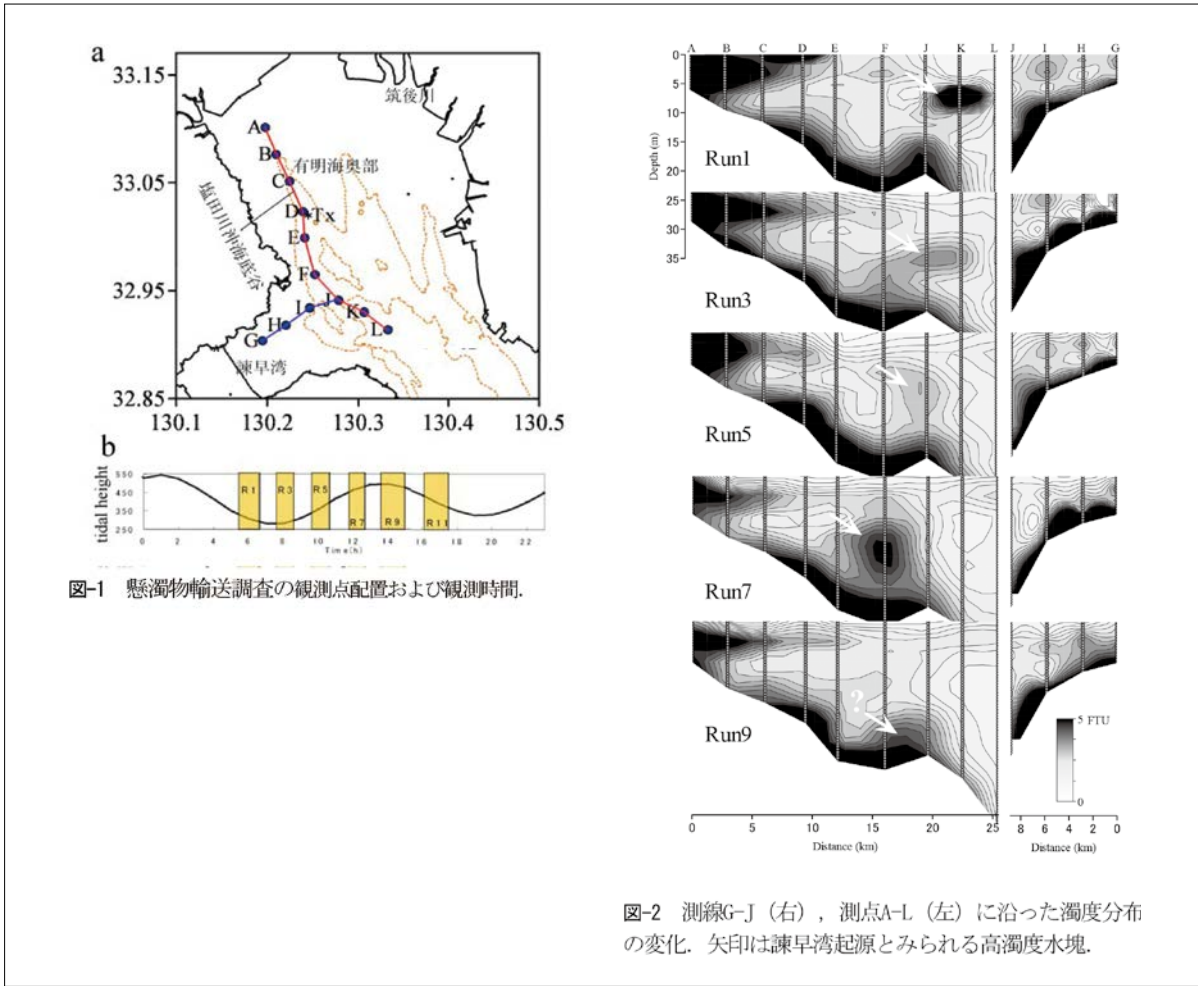 a
33.15
33.05
32.95
32.85
130.1 130.2 130.3 130.4 130.5
筑後川
有明海奥部
塩田川沖海底谷
諫早湾
A
B
C
D Tx
E
F
I J
K
H
L
G
b
tidal height
550
450
350
250
R1 R3 R5 R7 R9 R11
0 2 4 6 8 10 12 14 16 18 20 22
Time(h)
図-1 懸濁物輸送調査の観測点配置および観測時間.
A B C D E F J K L J I H G
0
5
10
15
20
25
30
35
Depth (m)
Run1
Run3
Run5
Run7
?
Run9
5 FTU
0
0 5 10 15 20 25 8 6 4 2 0
Distance (km) Distance (km)
図-2 測線G-J（右）, 測点A-L（左）に沿った濁度分布
の変化. 矢印は諫早湾起源とみられる高濁度水塊.